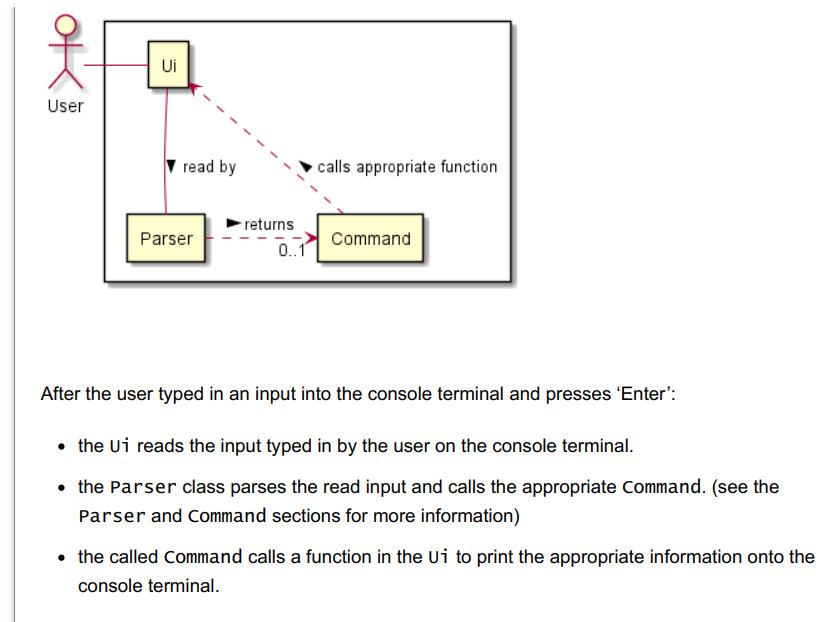 Ui
User
read by
calls appropriate function
returns
Parser
Command
0..1
After the user typed in an input into the console terminal and presses ‘Enter’:
• the Ui reads the input typed in by the user on the console terminal.
• the Parser class parses the read input and calls the appropriate Command. (see the
Parser and Command sections for more information)
• the called Command calls a function in the Ui to print the appropriate information onto the
console terminal.